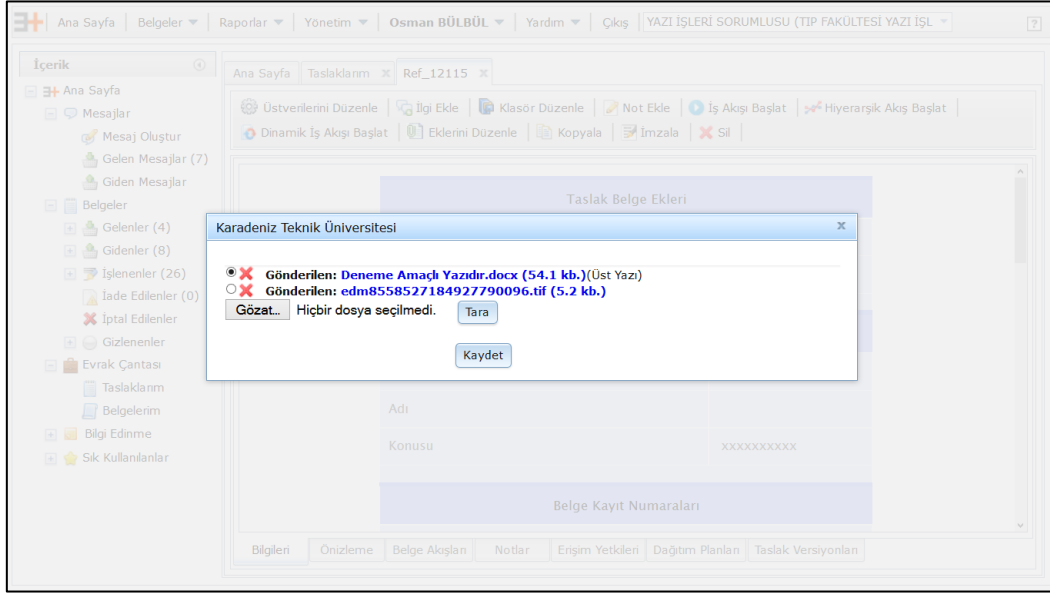 Ana Sayfa Belgeler Raporlar Yönetim Osman BÜLBÜL Yardım Çıkış YAZI İŞLERİ SORUMLUSU (TIP FAKÜLTESİ YAZI İŞL ?
İçerik
Ana Sayfa
Mesajlar
Mesaj Oluştur
Gelen Mesajlar (7)
Giden Mesajlar
Belgeler
Gelenler (4)
Gidenler (8)
İşlenenler (26)
İade Edilenler (0)
İptal Edilenler
Gizlenenler
Evrak Çantası
Taslaklarım
Belgelerim
Bilgi Edinme
Sık Kullanılanlar
Ana Sayfa Taslaklarım x Ref_12115 x
Üstverilerini Düzenle İlgi Ekle Klasör Düzenle Not Ekle İş Akışı Başlat Hiyerarşik Akış Başlat
Dinamik İş Akışı Başlat Eklerini Düzenle Kopyala İmzala Sil
Taslak Belge Ekleri
Karadeniz Teknik Üniversitesi x
Gönderilen: Deneme Amaçlı Yazıdır.docx (54.1 kb.)(Üst Yazı)
Gönderilen: edm8558527184927790096.tif (5.2 kb.)
Gözat... Hiçbir dosya seçilmedi. Tara
Kaydet
Adı
Konusu xxxxxxxxxx
Belge Kayıt Numaraları
Bilgileri Önizleme Belge Akışları Notlar Erişim Yetkileri Dağıtım Planları Taslak Versiyonları